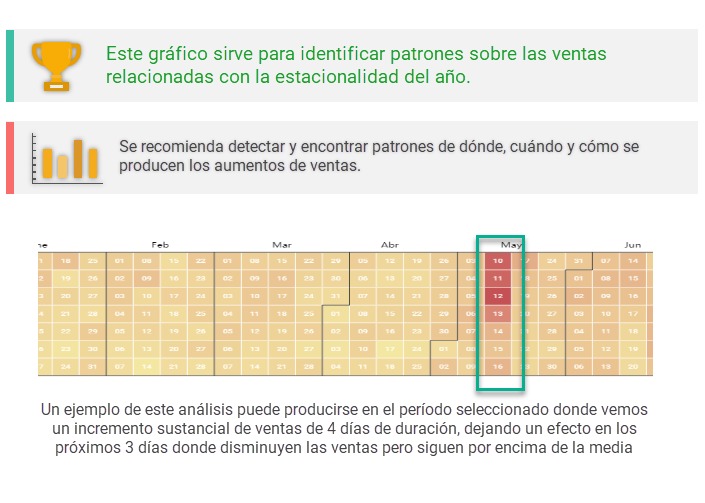 Este gráfico sirve para identificar patrones sobre las ventas
relacionadas con la estacionalidad del año.
Se recomienda detectar y encontrar patrones de dónde, cuándo y cómo se
producen los aumentos de ventas.
ne Feb Mar Abr May Jun
18 25 01 08 15 22 01 08 15 22 29 05 12 19 26 03 10 24 31 07 14
19 26 02 09 16 23 02 09 16 23 30 06 13 20 27 04 11 18 25 01 08 15
20 27 03 10 17 24 03 10 17 24 31 07 14 21 28 05 12 19 26 02 09 16
21 28 04 11 18 25 04 11 18 25 01 08 15 22 29 06 13 20 27 03 10 17
22 29 05 12 19 26 05 12 19 26 02 09 16 23 30 07 14 21 28 04 11 18
23 30 06 13 20 27 06 13 20 27 03 10 17 24 01 08 15 22 29 05 12 19
24 31 07 14 21 28 07 14 21 28 04 11 18 25 02 09 16 23 30 06 13 20
Un ejemplo de este análisis puede producirse en el período seleccionado donde vemos
un incremento sustancial de ventas de 4 días de duración, dejando un efecto en los
próximos 3 días donde disminuyen las ventas pero siguen por encima de la media